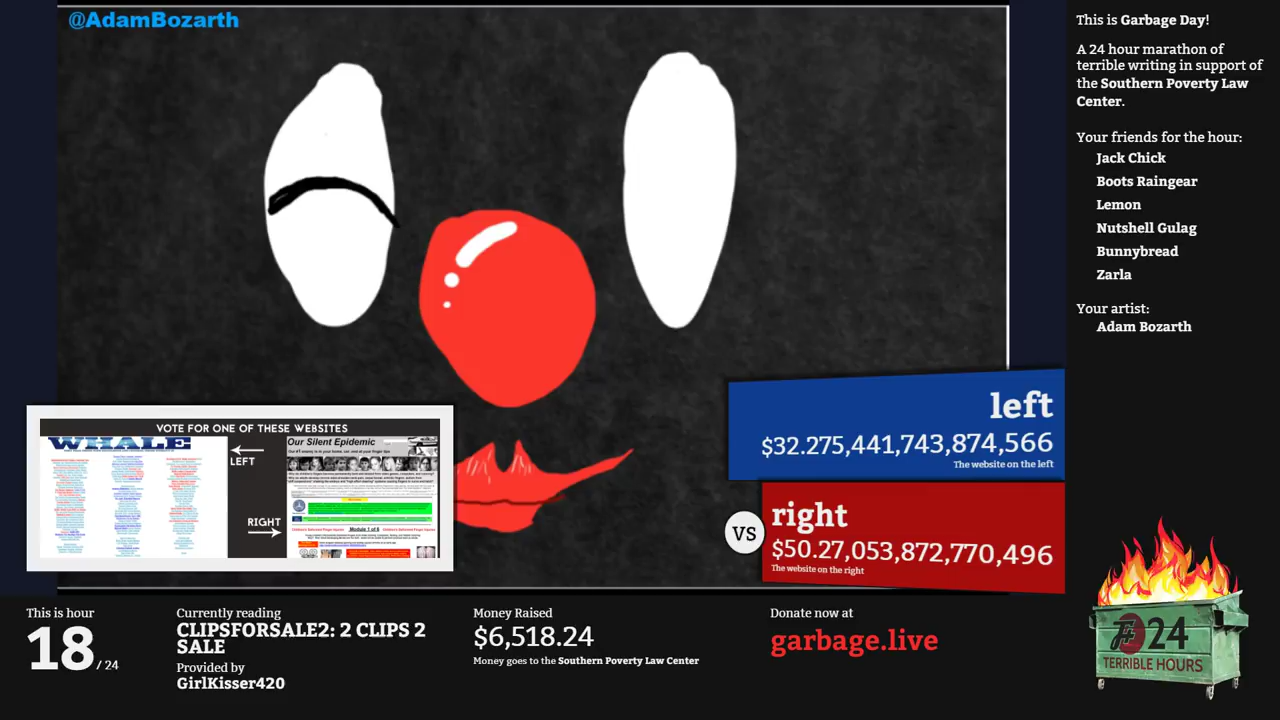 @AdamBozarth
This is Garbage Day!
A 24 hour marathon of
terrible writing in support of
the Southern Poverty Law
Center.
Your friends for the hour:
Jack Chick
Boots Raingear
Lemon
Nutshell Gulag
Bunnybread
Zarla
Your artist:
Adam Bozarth
VOTE FOR ONE OF THESE WEBSITES
WHALE
LEFT
RIGHT
Our Silent Epidemic
Module 1 of 6
left
$32.275,441,743,874,566
The website on the left
VS
right
$50.27,053,872,770,496
The website on the right
This is hour
18 / 24
Currently reading
CLIPSFORSALE2: 2 CLIPS 2
SALE
Provided by
GirlKisser420
Money Raised
$6,518.24
Money goes to the Southern Poverty Law Center
Donate now at
garbage.live
24
TERRIBLE HOURS